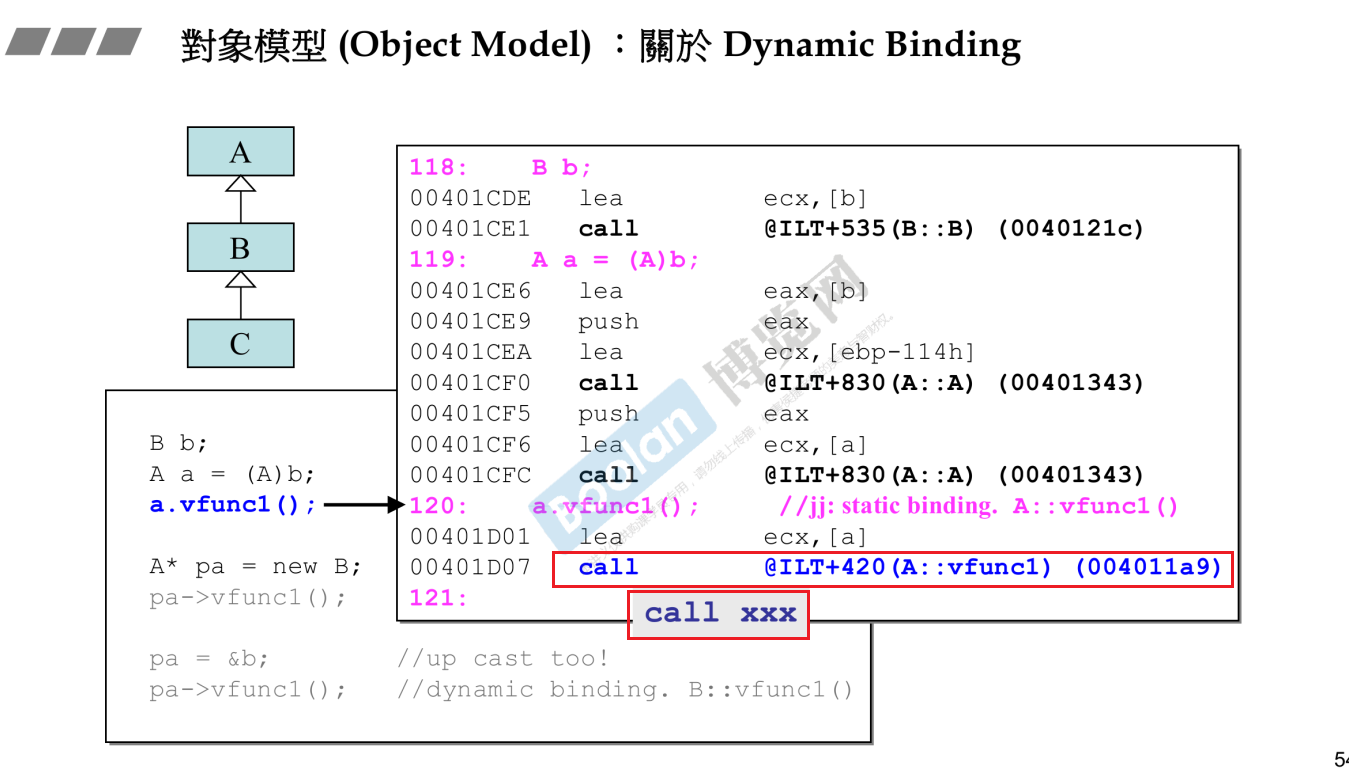 對象模型 (Object Model) ：關於 Dynamic Binding
A
B
C
118: B b;
00401CDE lea ecx,[b]
00401CE1 call @ILT+535(B::B) (0040121c)
119: A a = (A)b;
00401CE6 lea eax,[b]
00401CE9 push eax
00401CEA lea ecx,[ebp-114h]
00401CF0 call @ILT+830(A::A) (00401343)
00401CF5 push eax
00401CF6 lea ecx,[a]
00401CFC call @ILT+830(A::A) (00401343)
120: a.vfunc1(); //jj: static binding. A::vfunc1()
00401D01 lea ecx,[a]
00401D07 call @ILT+420(A::vfunc1) (004011a9)
121:
call xxx
B b;
A a = (A)b;
a.vfunc1();
A* pa = new B;
pa->vfunc1();
pa = &b; //up cast too!
pa->vfunc1(); //dynamic binding. B::vfunc1()
Boolan 博览网
54